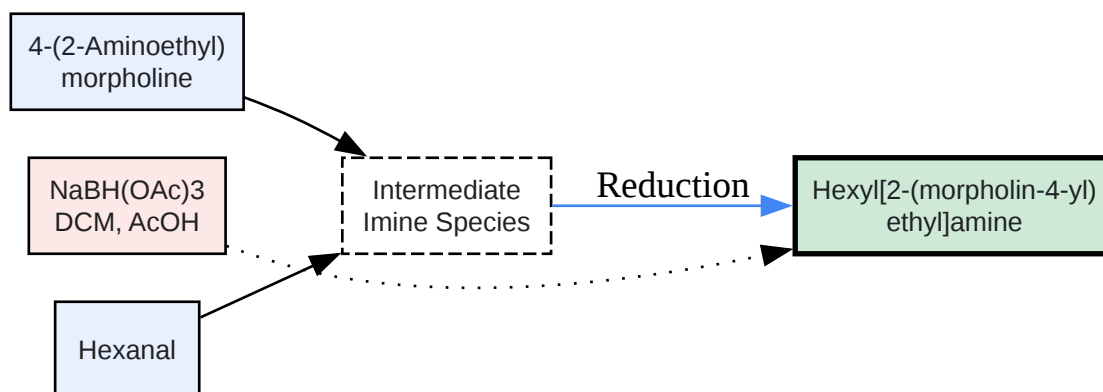 4-(2-Aminoethyl)
morpholine
NaBH(OAc)3
DCM, AcOH
Hexanal
Intermediate
Imine Species
Reduction
Hexyl[2-(morpholin-4-yl)
ethyl]amine